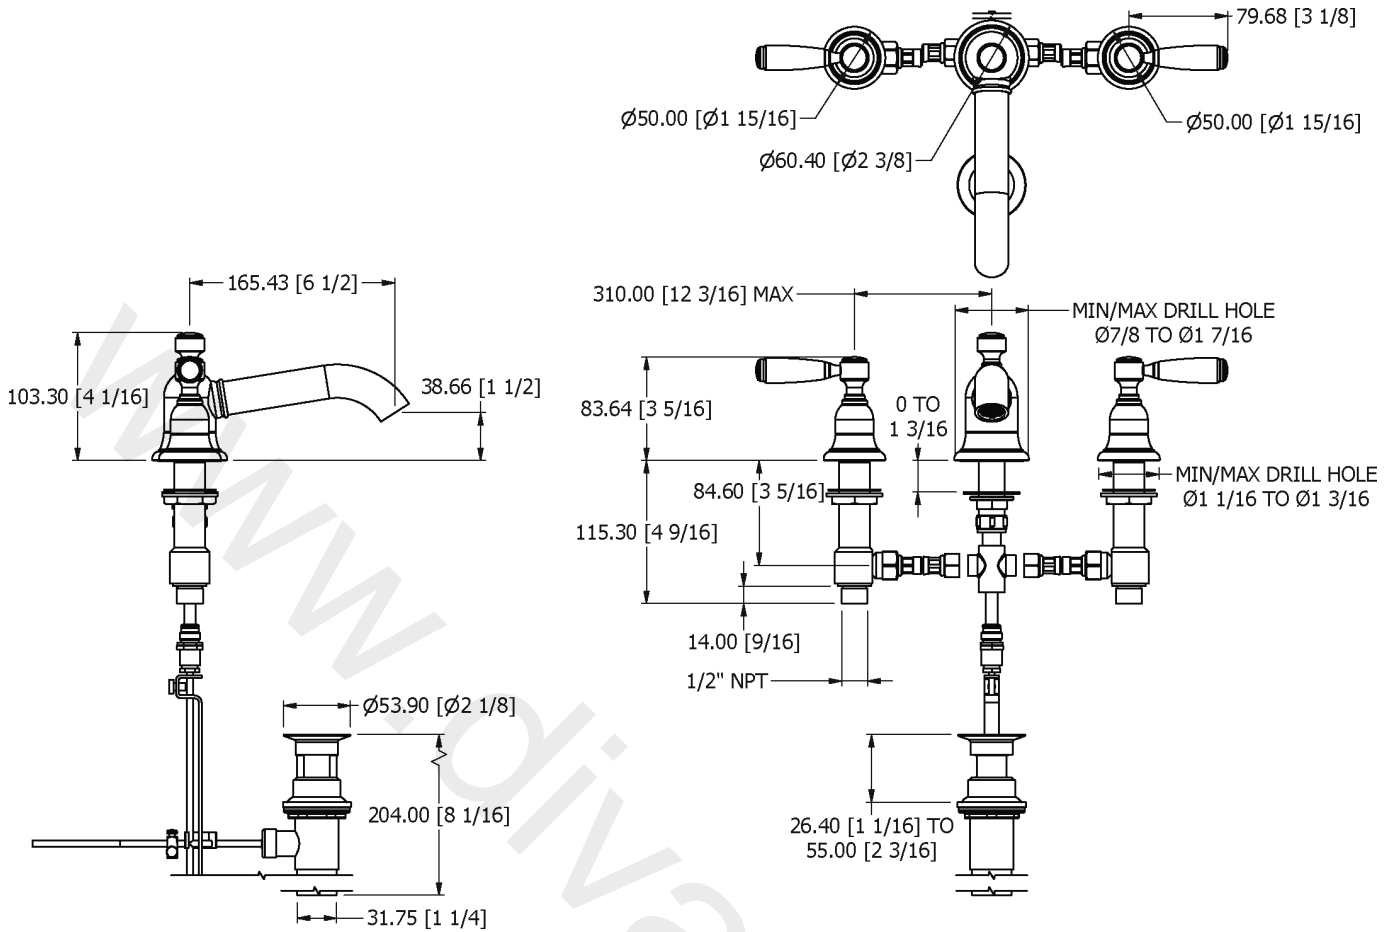 79.68 [3 1/8]
Ø50.00 [Ø1 15/16]
Ø50.00 [Ø1 15/16]
Ø60.40 [Ø2 3/8]
165.43 [6 1/2]
310.00 [12 3/16] MAX
MIN/MAX DRILL HOLE
Ø7/8 TO Ø1 7/16
103.30 [4 1/16]
38.66 [1 1/2]
83.64 [3 5/16]
0 TO
1 3/16
MIN/MAX DRILL HOLE
Ø1 1/16 TO Ø1 3/16
84.60 [3 5/16]
115.30 [4 9/16]
14.00 [9/16]
1/2" NPT
Ø53.90 [Ø2 1/8]
204.00 [8 1/16]
26.40 [1 1/16] TO
55.00 [2 3/16]
31.75 [1 1/4]
www.diva